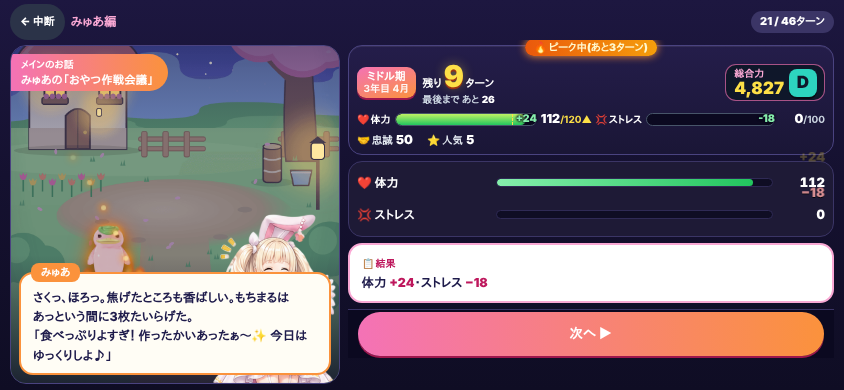 ← 中断
みゅあ編
21 / 46ターン
メインのお話
みゅあの「おやつ作戦会議」
🔥ピーク中(あと3ターン)
ミドル期
3年目 4月
残り9ターン
最後まで あと 26
総合力
4,827
D
❤️体力
+24
112/120▲
💢ストレス
-18
0/100
🤝忠誠 50
⭐人気 5
+24
❤️体力
112
-18
💢ストレス
0
📋結果
体力 +24・ストレス -18
みゅあ
さくっ、ほろっ。焦げたところも香ばしい。もちまるは
あっという間に3枚たいらげた。
「食べっぷりよすぎ! 作ったかいあったぁ〜✨ 今日は
ゆっくりしよ♪」
次へ ▶